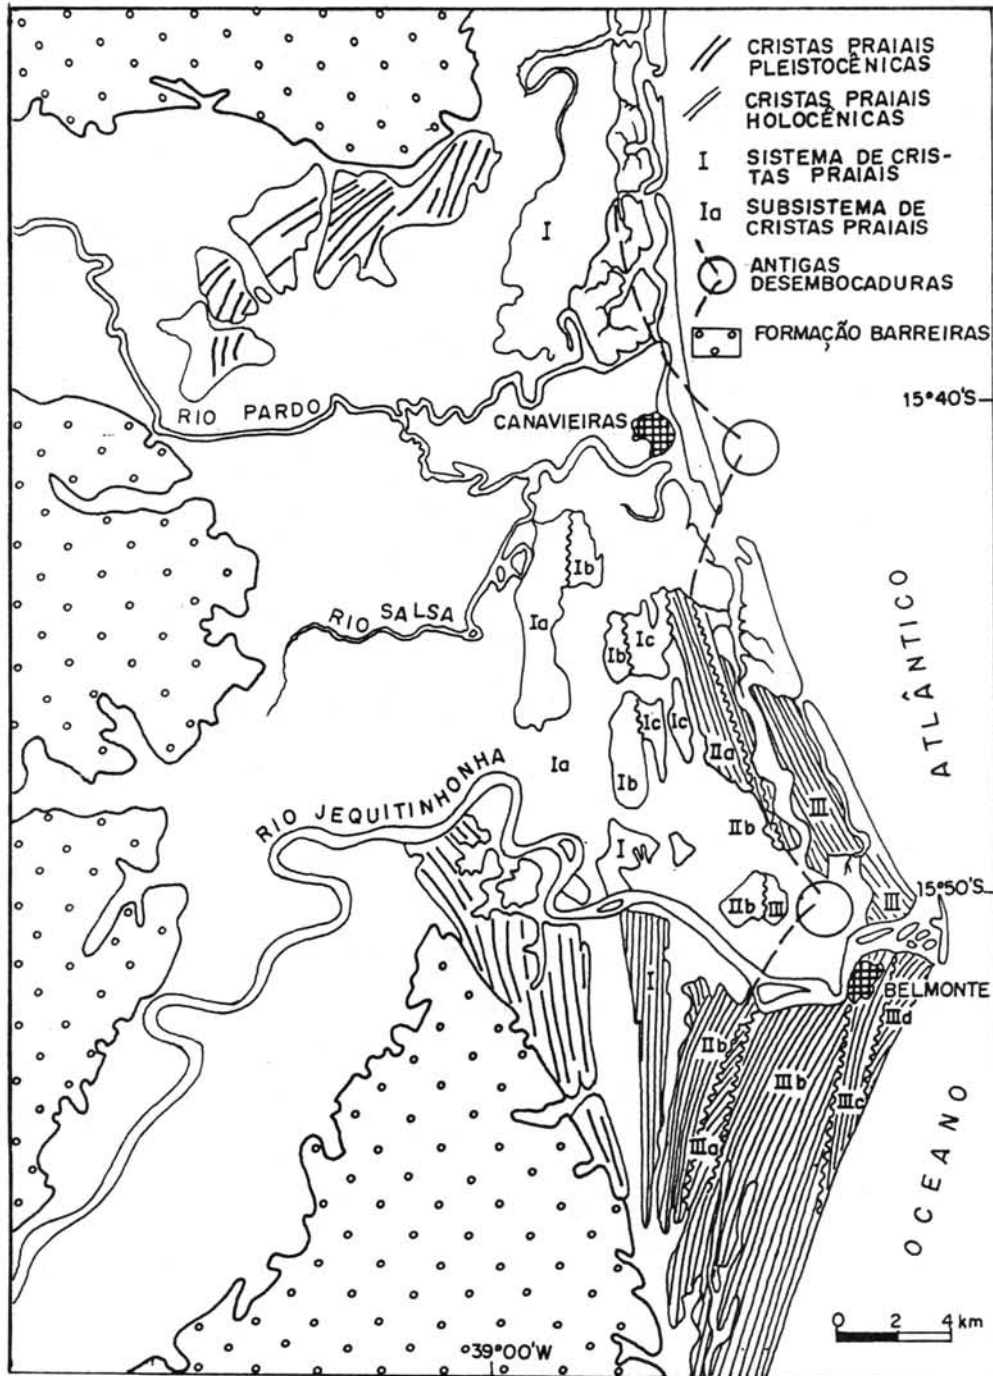 CRISTAS PRAIAIS
PLEISTOCÊNICAS
CRISTAS PRAIAIS
HOLOCÊNICAS
I SISTEMA DE CRIS-
TAS PRAIAIS
Ia SUBSISTEMA DE
CRISTAS PRAIAIS
ANTIGAS
DESEMBOCADURAS
FORMAÇÃO BARREIRAS
I
15°40'S
RIO PARDO
CANAVIEIRAS
Ib
Ia
RIO SALSA
Ib
Ic
Ic
Ic
IIa
Ib
Ia
ATLÂNTICO
RIO JEQUITINHONHA
III
IIb
I
15°50'S
IIb
III
III
I
BELMONTE
IIId
IIb
IIIb
IIIc
IIIa
OCEANO
0 2 4 km
39°00'W